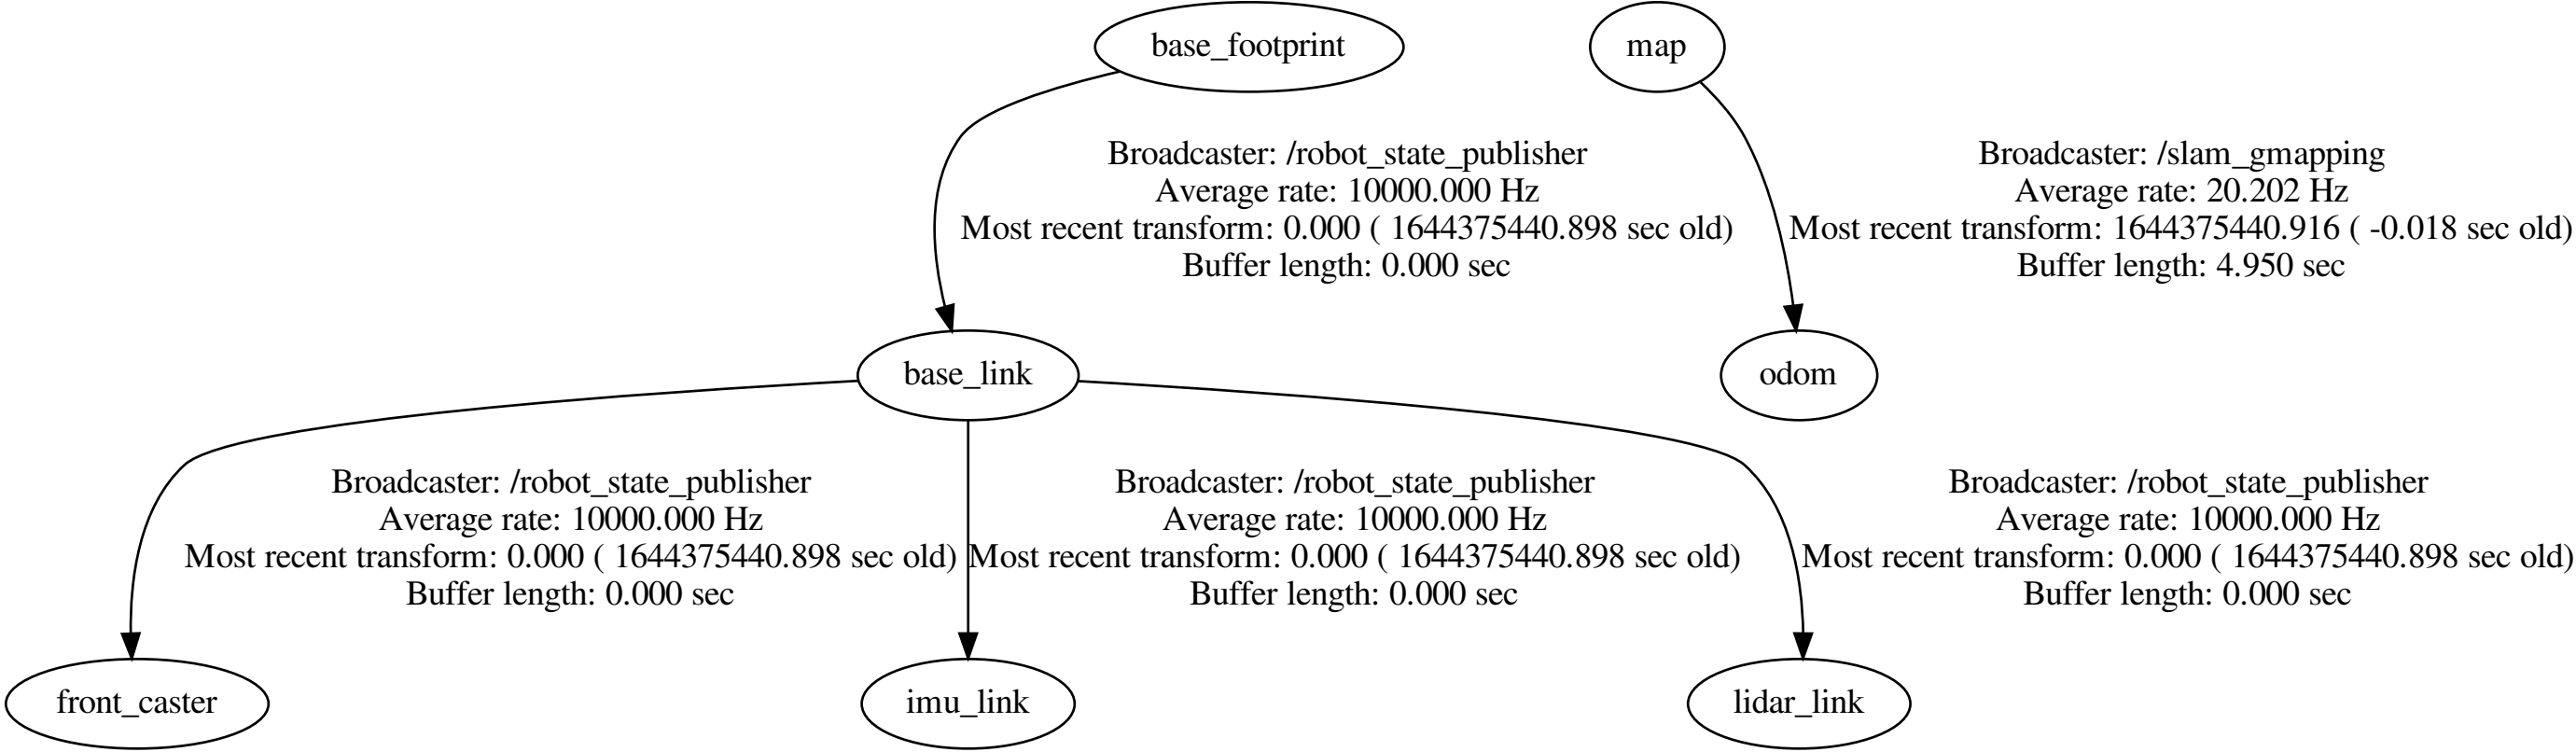 base_footprint
map
Broadcaster: /robot_state_publisher
Average rate: 10000.000 Hz
Most recent transform: 0.000 ( 1644375440.898 sec old)
Buffer length: 0.000 sec
Broadcaster: /slam_gmapping
Average rate: 20.202 Hz
Most recent transform: 1644375440.916 ( -0.018 sec old)
Buffer length: 4.950 sec
base_link
odom
Broadcaster: /robot_state_publisher
Average rate: 10000.000 Hz
Most recent transform: 0.000 ( 1644375440.898 sec old)
Buffer length: 0.000 sec
Broadcaster: /robot_state_publisher
Average rate: 10000.000 Hz
Most recent transform: 0.000 ( 1644375440.898 sec old)
Buffer length: 0.000 sec
Broadcaster: /robot_state_publisher
Average rate: 10000.000 Hz
Most recent transform: 0.000 ( 1644375440.898 sec old)
Buffer length: 0.000 sec
front_caster
imu_link
lidar_link